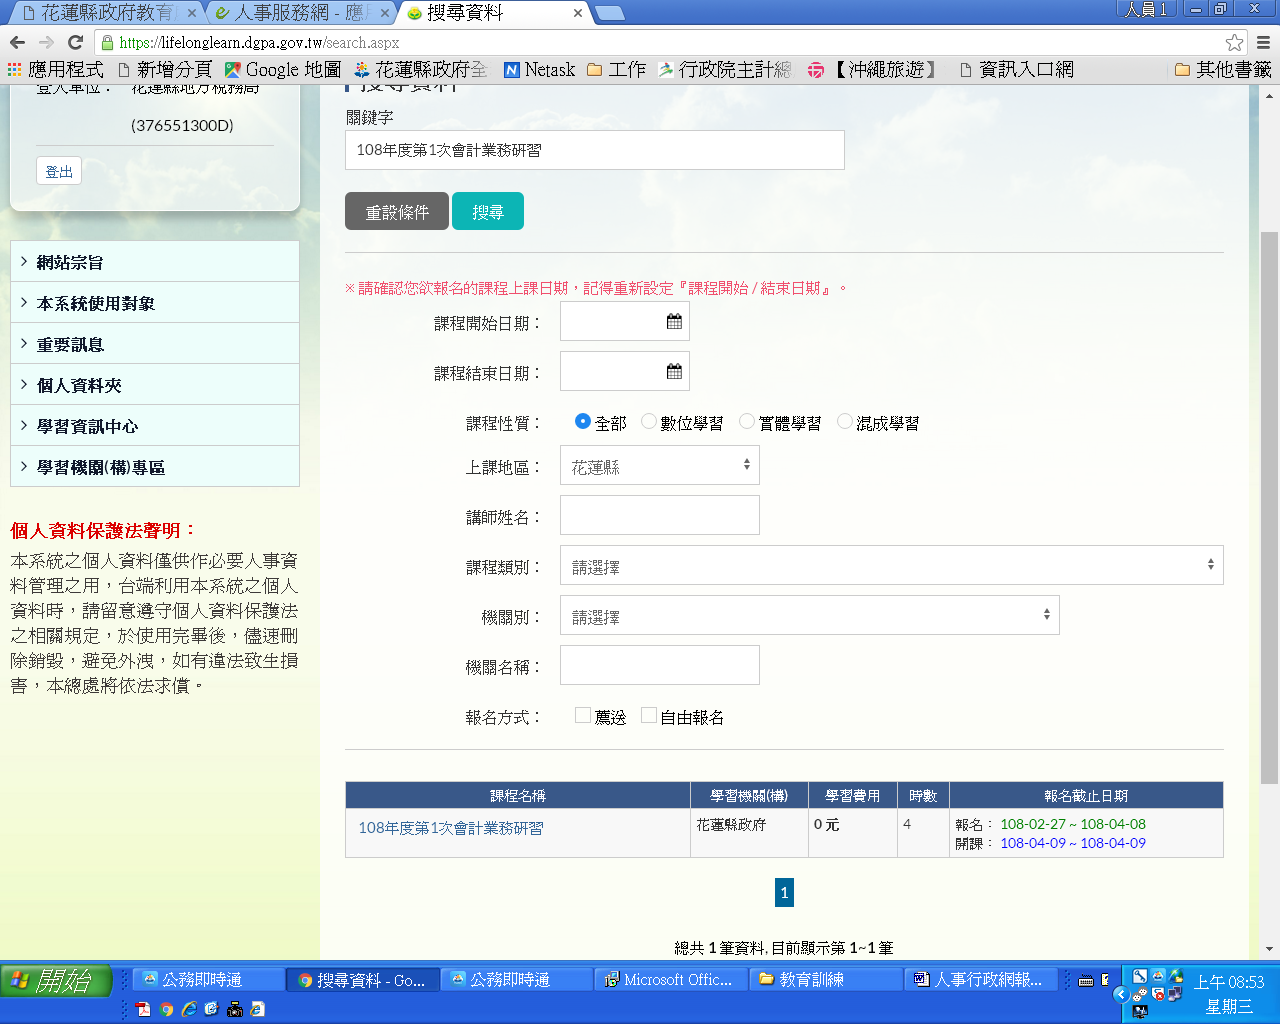 花蓮縣政府教育
人事服務網 - 應
搜尋資料
人員 1
https://lifelonglearn.dgpa.gov.tw/search.aspx
應用程式 新增分頁 Google 地圖 花蓮縣政府全 Netask 工作 行政院主計總 【沖繩旅遊】 資訊入口網 其他書籤
登入單位： 花蓮縣地方稅務局
(376551300D)
登出
網站宗旨
本系統使用對象
重要訊息
個人資料夾
學習資訊中心
學習機關(構)專區
個人資料保護法聲明：
本系統之個人資料僅供作必要人事資
料管理之用，台端利用本系統之個人
資料時，請留意遵守個人資料保護法
之相關規定，於使用完畢後，儘速刪
除銷毀，避免外洩，如有違法致生損
害，本總處將依法求償。
搜尋資料
關鍵字
108年度第1次會計業務研習
重設條件 搜尋
※ 請確認您欲報名的課程上課日期，記得重新設定『課程開始 / 結束日期』。
課程開始日期：
課程結束日期：
課程性質： 全部 數位學習 實體學習 混成學習
上課地區： 花蓮縣
講師姓名：
課程類別： 請選擇
機關別： 請選擇
機關名稱：
報名方式： 薦送 自由報名
課程名稱 學習機關(構) 學習費用 時數 報名截止日期
108年度第1次會計業務研習 花蓮縣政府 0 元 4 報名： 108-02-27 ~ 108-04-08
開課： 108-04-09 ~ 108-04-09
1
總共 1 筆資料, 目前顯示第 1~1 筆
開始 公務即時通 搜尋資料 - Go... 公務即時通 Microsoft Offic... 教育訓練 人事行政網報...
上午 08:53
星期三